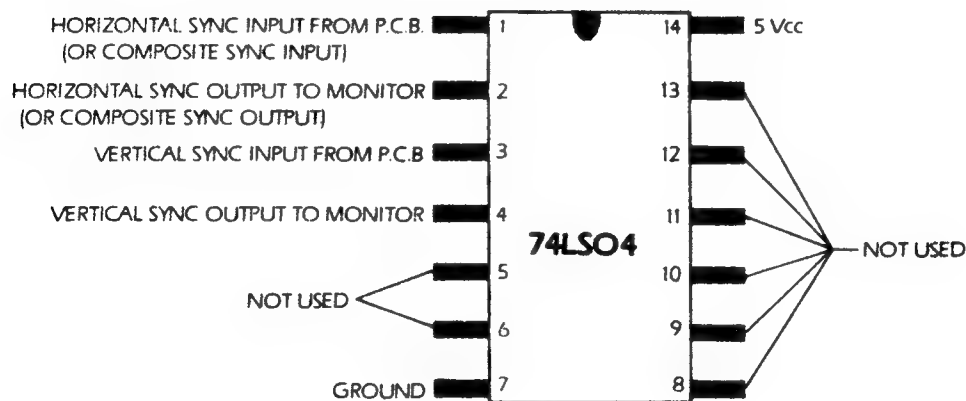 HORIZONTAL SYNC INPUT FROM P.C.B.
(OR COMPOSITE SYNC INPUT)
1
14
5 Vcc
HORIZONTAL SYNC OUTPUT TO MONITOR
(OR COMPOSITE SYNC OUTPUT)
2
13
VERTICAL SYNC INPUT FROM P.C.B
3
12
VERTICAL SYNC OUTPUT TO MONITOR
4
11
74LS04
NOT USED
5
10
NOT USED
6
9
GROUND
7
8